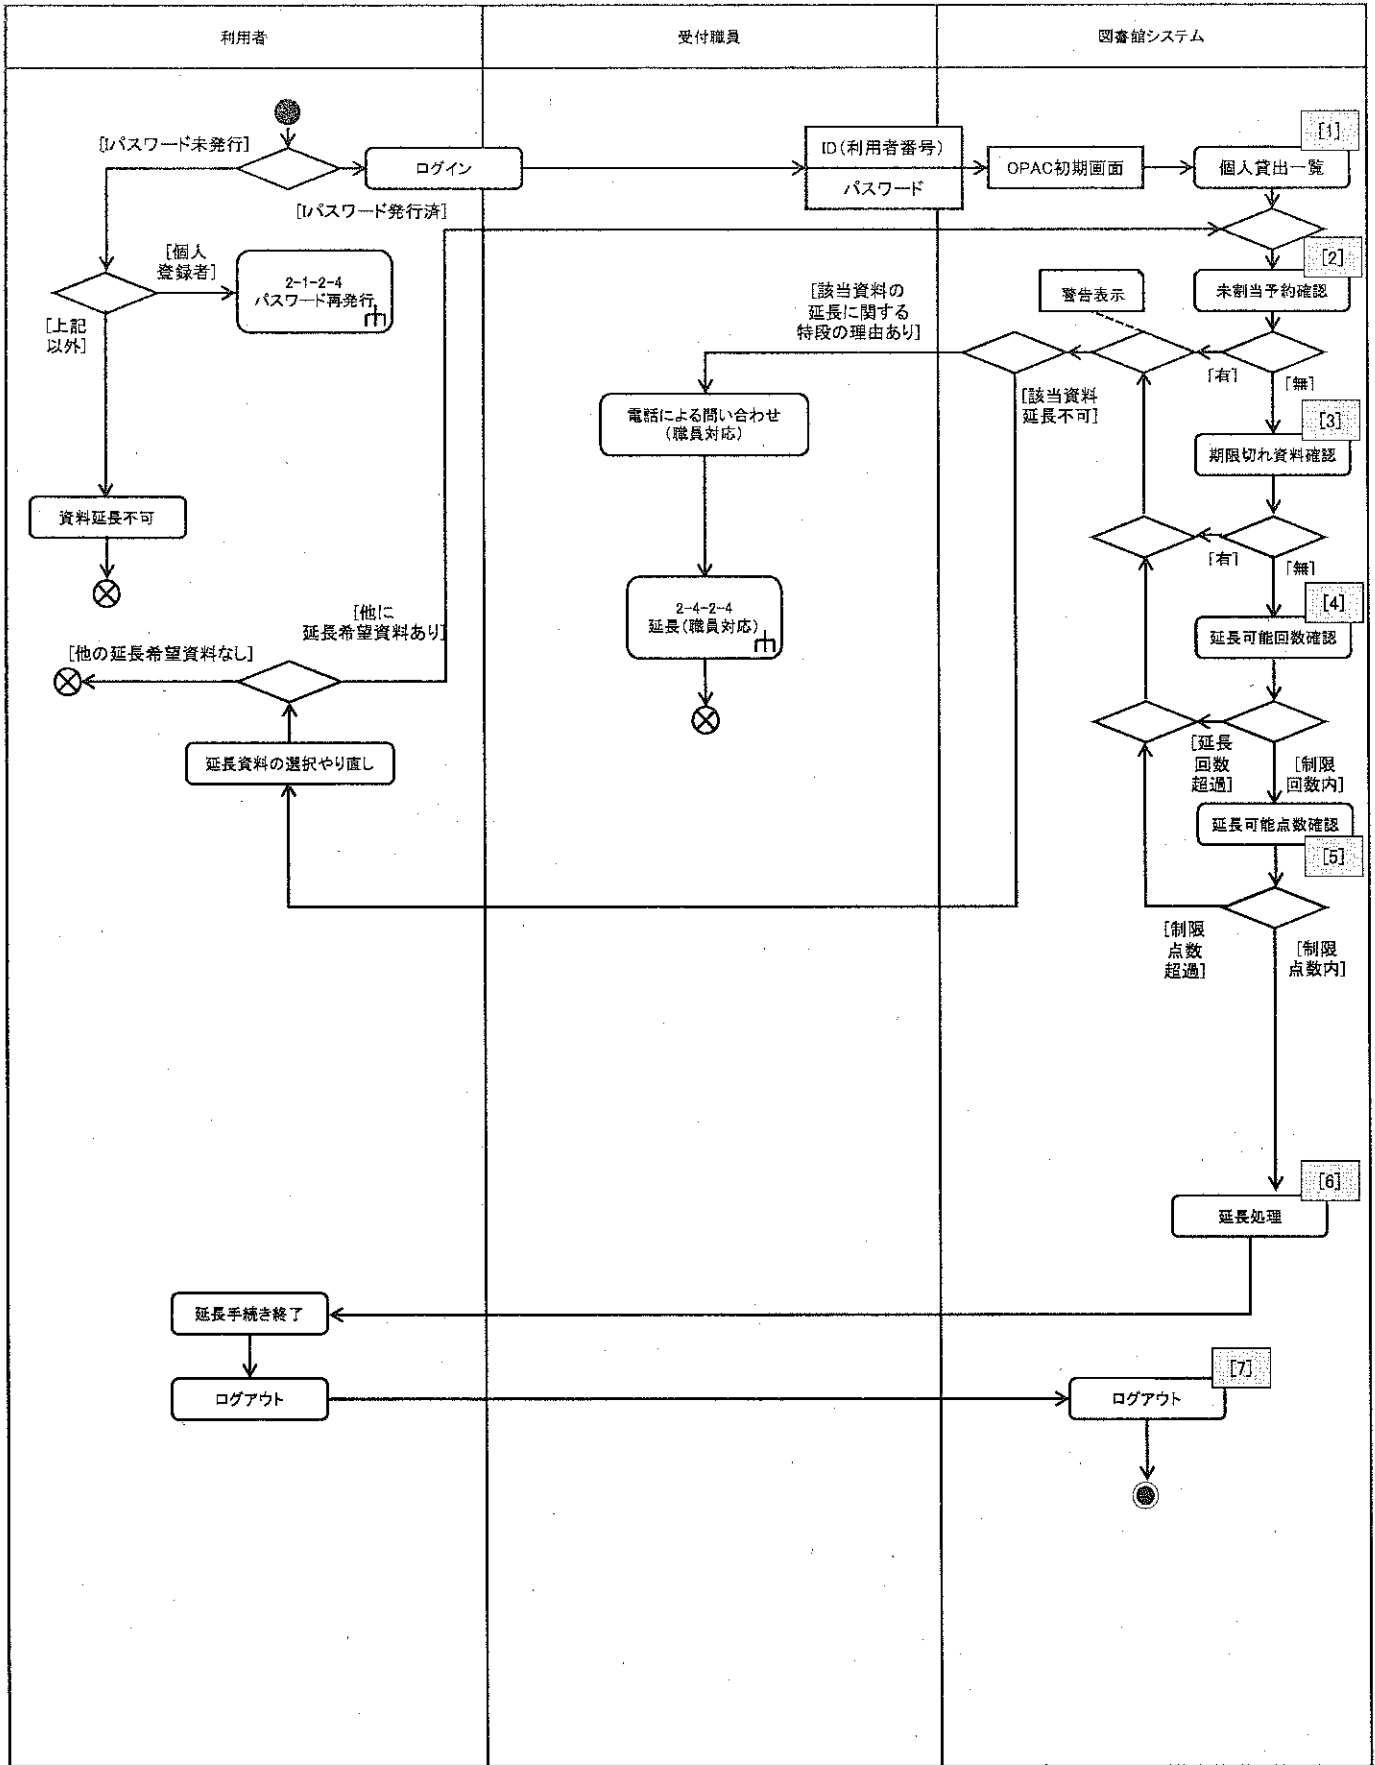 利用者
受付職員
図書館システム
[Iパスワード未発行]
ログイン
[Iパスワード発行済]
ID(利用者番号)
パスワード
OPAC初期画面
[1]
個人貸出一覧
[個人
登録者]
2-1-2-4
パスワード再発行
[上記
以外]
[2]
未割当予約確認
警告表示
[該当資料の
延長に関する
特段の理由あり]
[有]
[無]
[該当資料
延長不可]
電話による問い合わせ
(職員対応)
[3]
期限切れ資料確認
資料延長不可
[有]
[無]
[4]
延長可能回数確認
2-4-2-4
延長(職員対応)
[他に
延長希望資料あり]
[他の延長希望資料なし]
延長資料の選択やり直し
[延長
回数
超過]
[制限
回数内]
延長可能点数確認
[5]
[制限
点数
超過]
[制限
点数内]
[6]
延長処理
延長手続き終了
ログアウト
[7]
ログアウト